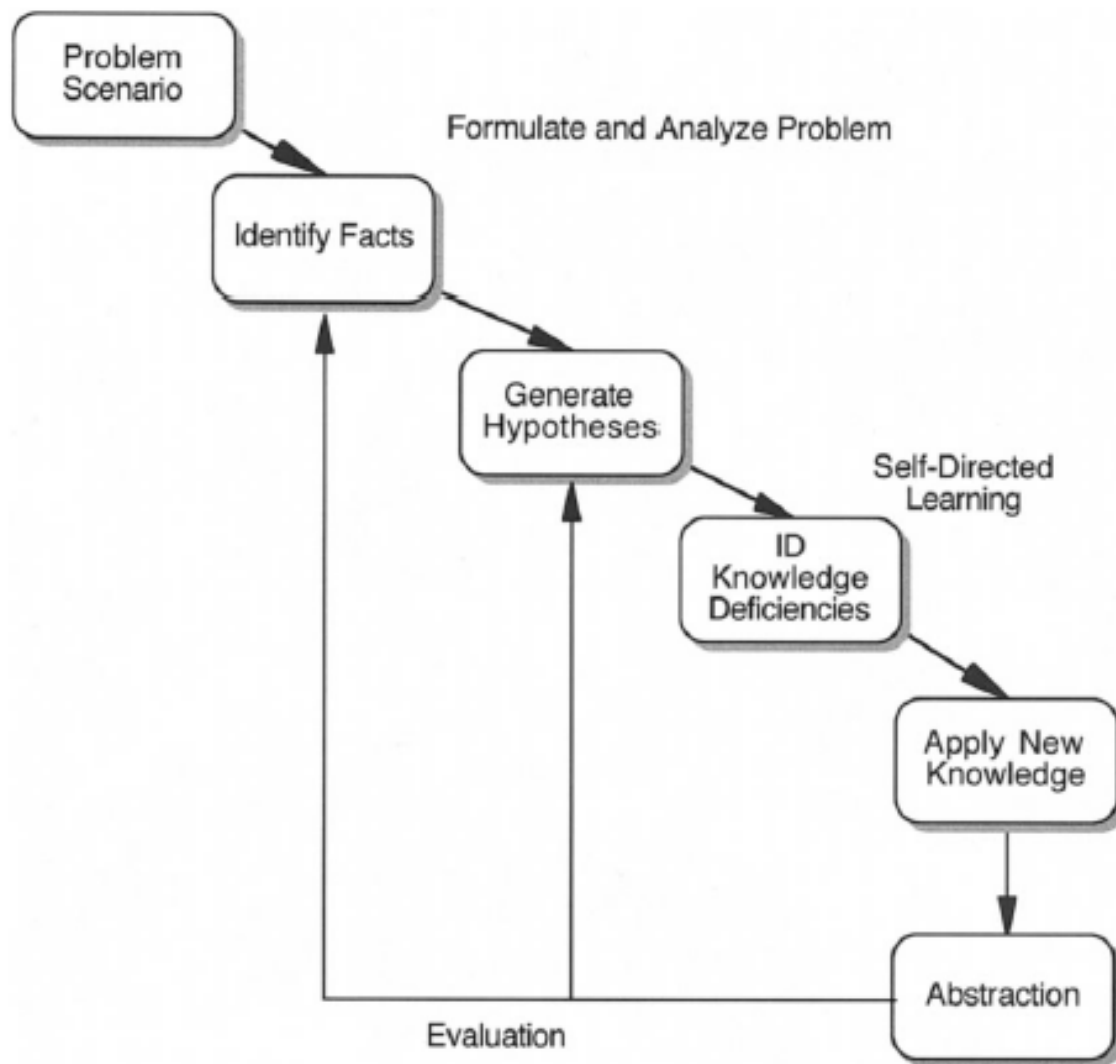 Problem
Scenario
Formulate and Analyze Problem
Identify Facts
Generate
Hypotheses
Self-Directed
Learning
ID
Knowledge
Deficiencies
Apply New
Knowledge
Abstraction
Evaluation